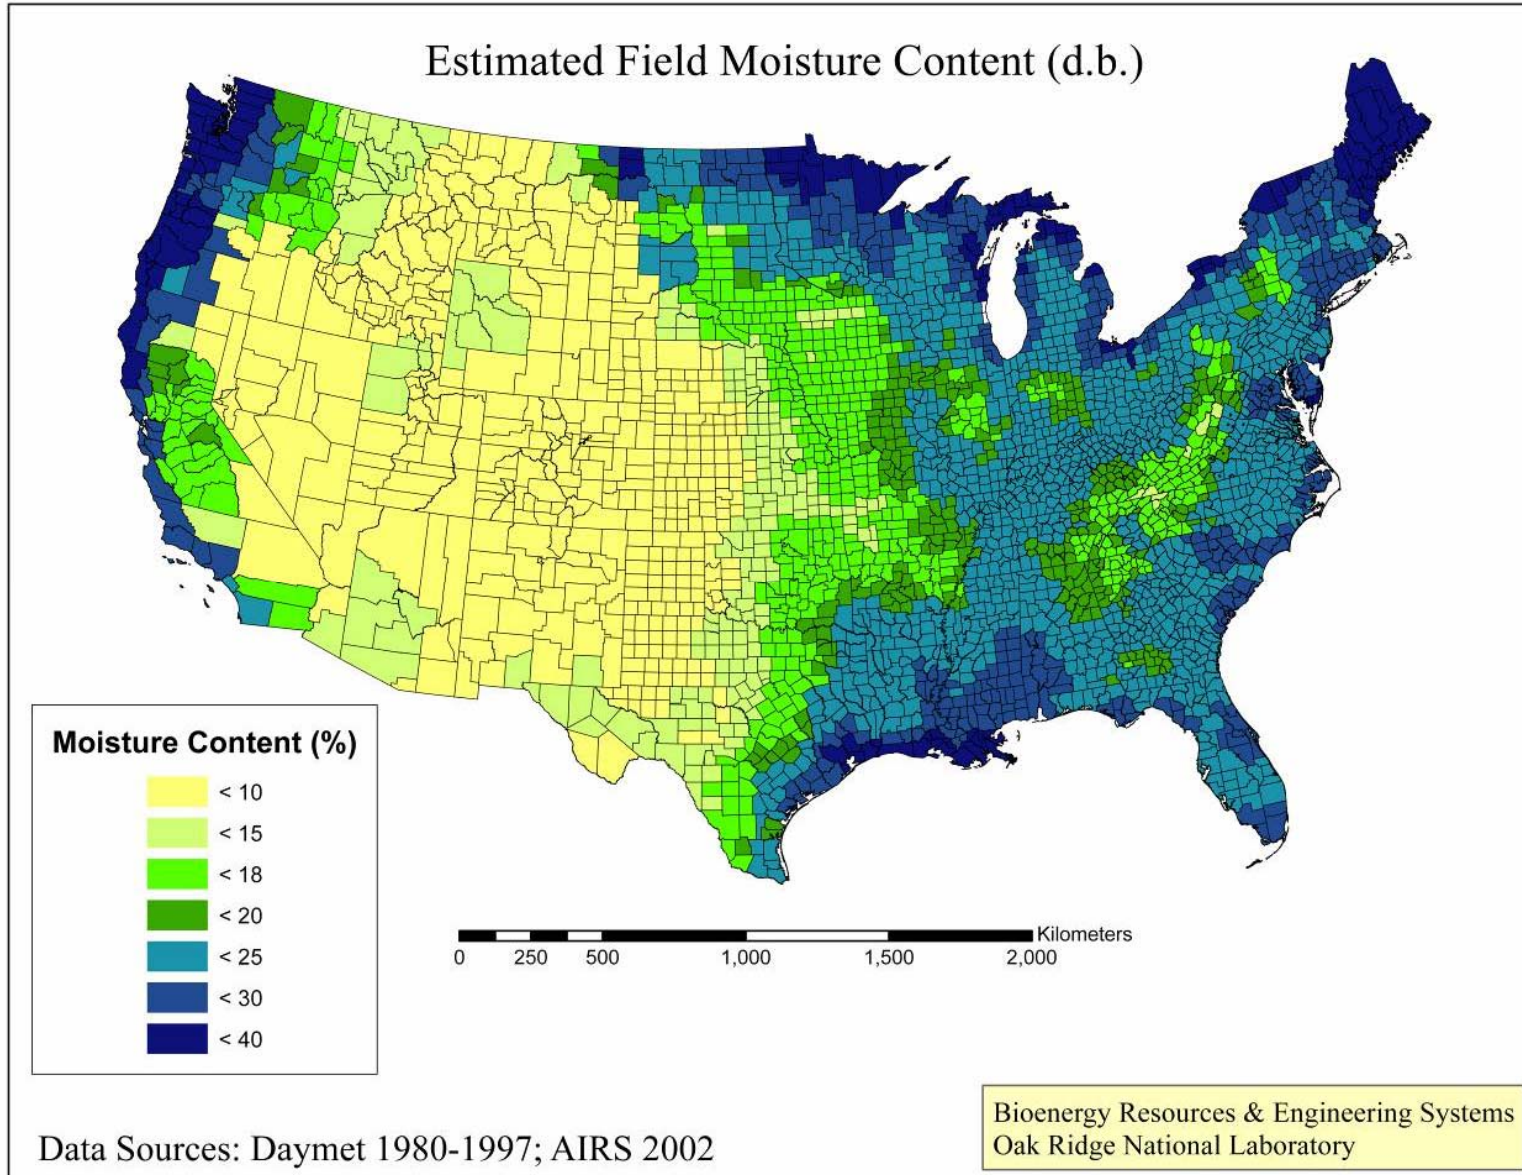 Estimated Field Moisture Content (d.b.)
Moisture Content (%)
< 10
< 15
< 18
< 20
< 25
< 30
< 40
Kilometers
0 250 500 1,000 1,500 2,000
Data Sources: Daymet 1980-1997; AIRS 2002
Bioenergy Resources & Engineering Systems
Oak Ridge National Laboratory